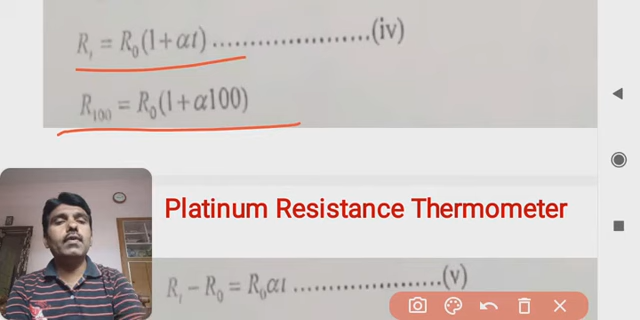 Rₜ = R₀(1+αt)......................(iv)
R₁₀₀ = R₀(1+α100)
Platinum Resistance Thermometer
Rₜ − R₀ = R₀αt......................(v)